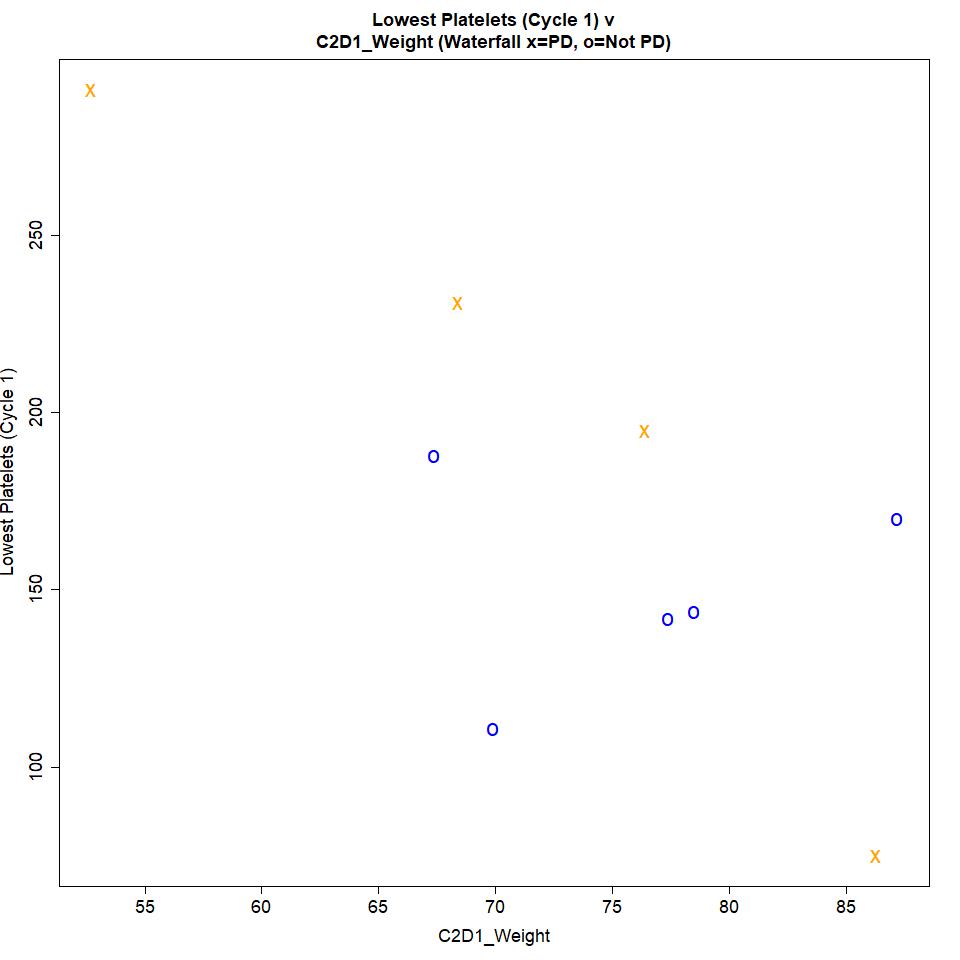 Lowest Platelets (Cycle 1) v
C2D1_Weight (Waterfall x=PD, o=Not PD)
Lowest Platelets (Cycle 1)
250
200
150
100
X
X
X
O
O
O
O
O
X
55 60 65 70 75 80 85
C2D1_Weight